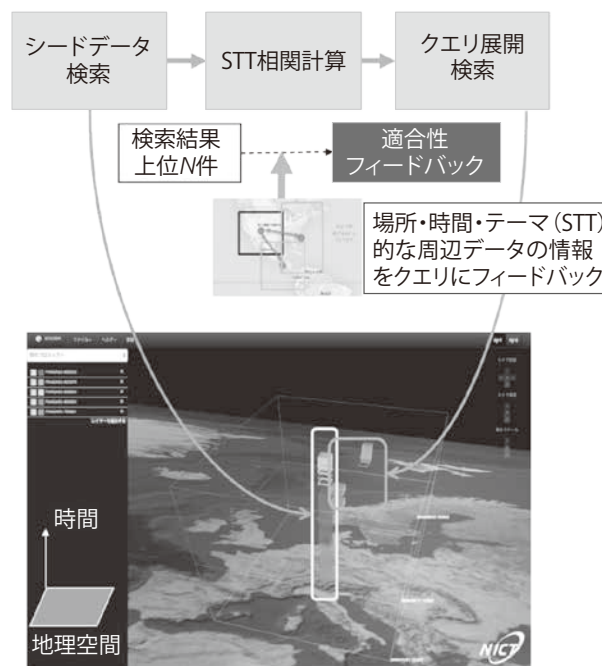 シードデータ
検索
STT相関計算
クエリ展開
検索
検索結果
上位N件
適合性
フィードバック
場所・時間・テーマ(STT)
的な周辺データの情報
をクエリにフィードバック
時間
地理空間
NICT